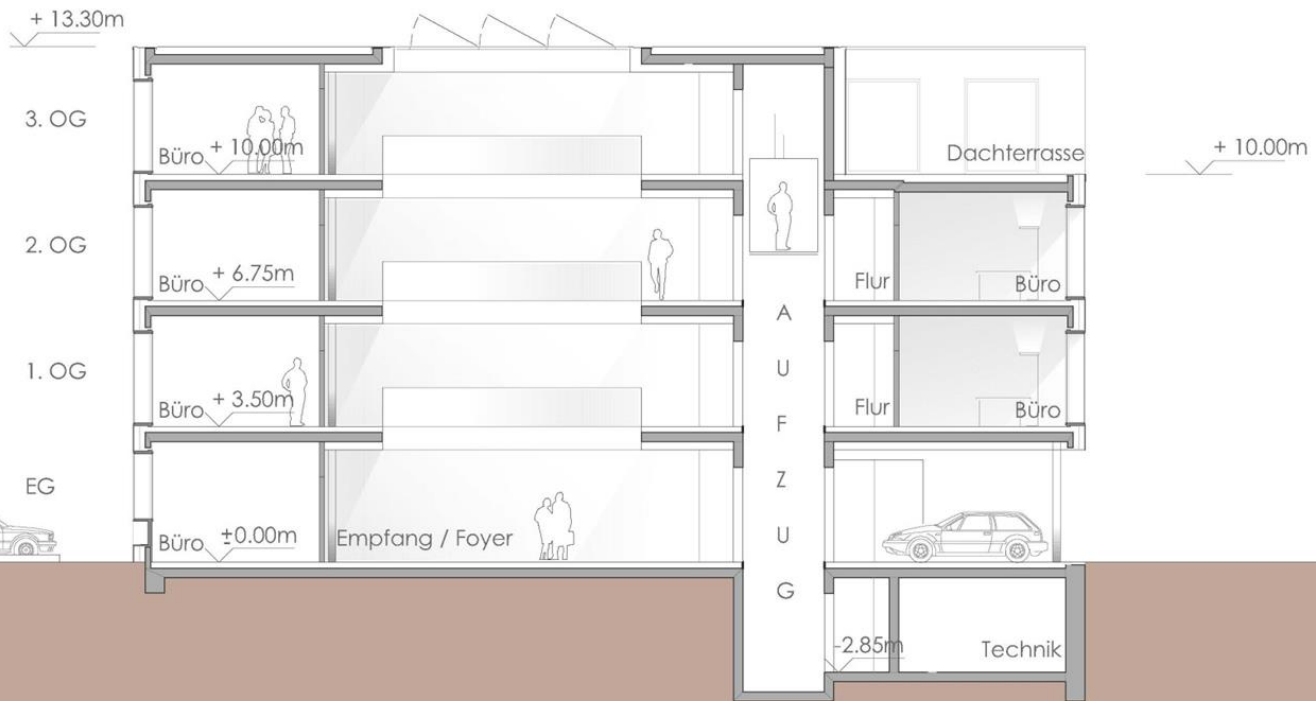 + 13.30m
3. OG
Büro
+ 10.00m
Dachterrasse
+ 10.00m
2. OG
Büro
+ 6.75m
Flur
Büro
1. OG
Büro
+ 3.50m
Flur
Büro
AUFZUG
EG
Büro
±0.00m
Empfang / Foyer
-2.85m
Technik